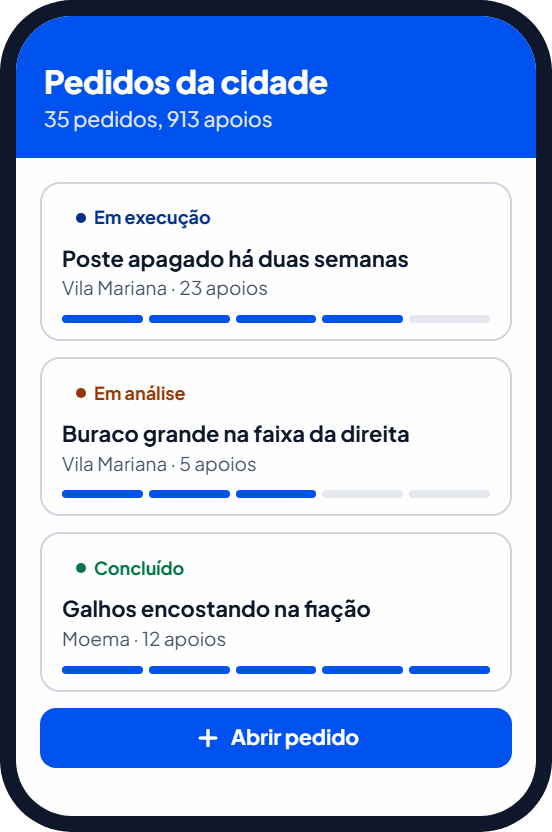 Pedidos da cidade
35 pedidos, 913 apoios
Em execução
Poste apagado há duas semanas
Vila Mariana · 23 apoios
Em análise
Buraco grande na faixa da direita
Vila Mariana · 5 apoios
Concluído
Galhos encostando na fiação
Moema · 12 apoios
Abrir pedido